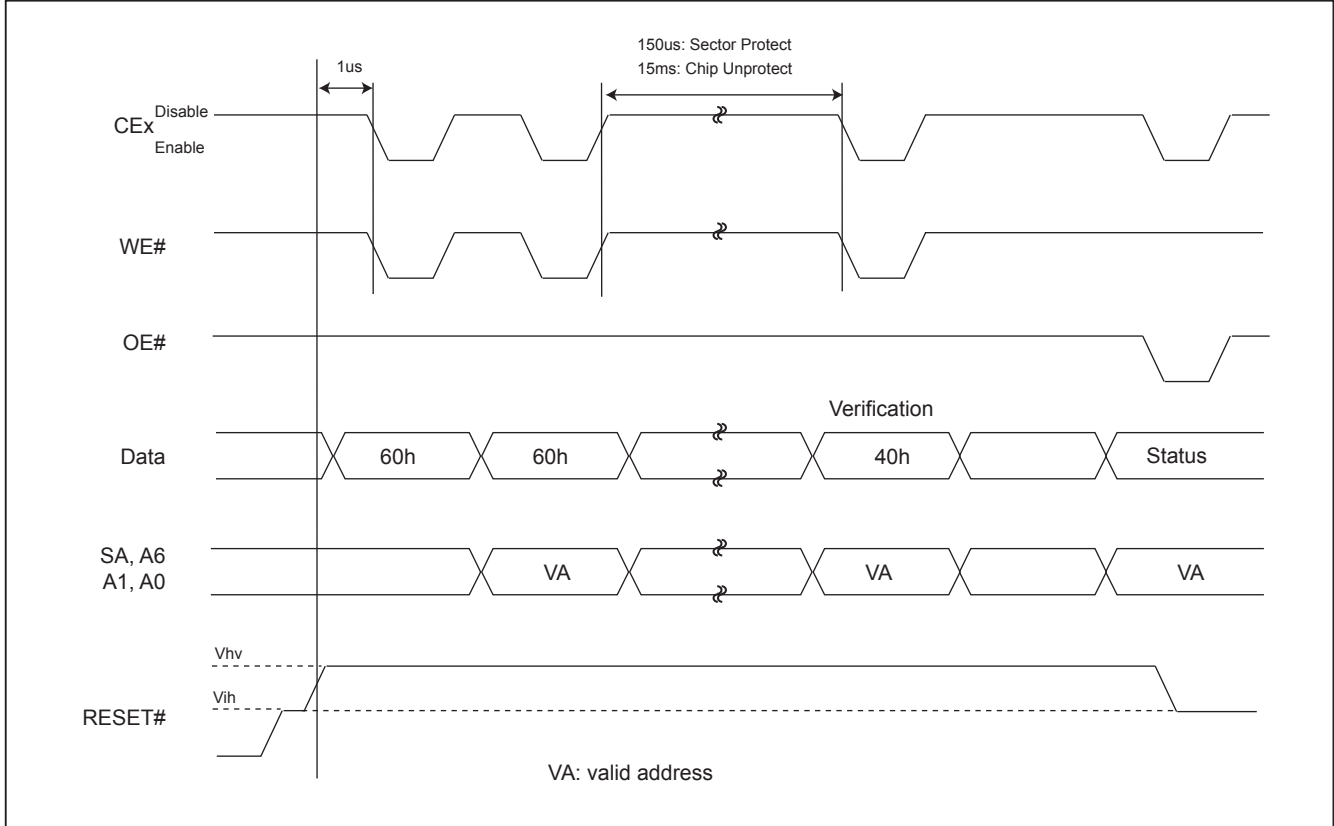 150us: Sector Protect
15ms: Chip Unprotect
1us
CEx
Disable
Enable
WE#
OE#
Verification
Data
60h
60h
40h
Status
SA, A6
A1, A0
VA
VA
VA
Vhv
Vih
RESET#
VA: valid address